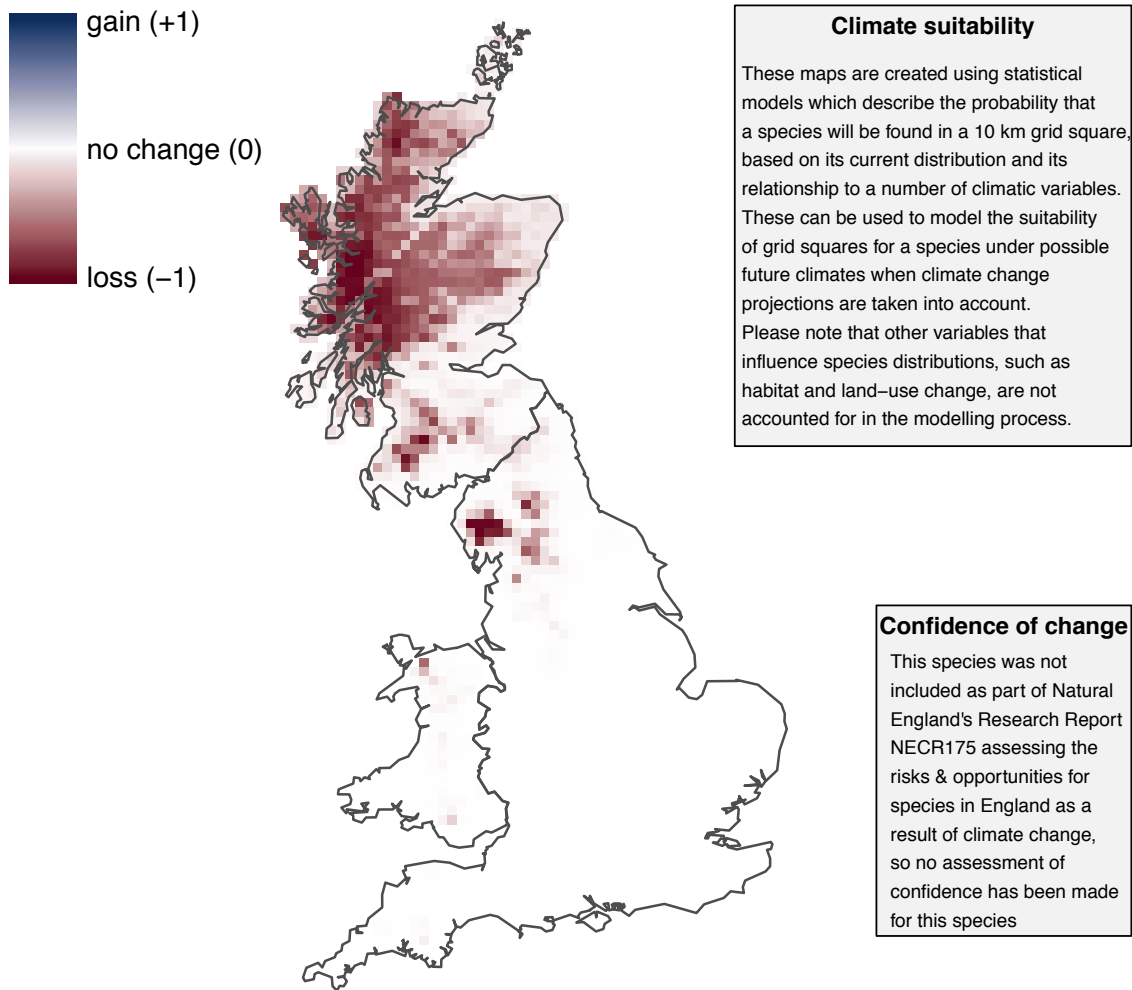 gain (+1)
no change (0)
loss (−1)
Climate suitability
These maps are created using statistical
models which describe the probability that
a species will be found in a 10 km grid square,
based on its current distribution and its
relationship to a number of climatic variables.
These can be used to model the suitability
of grid squares for a species under possible
future climates when climate change
projections are taken into account.
Please note that other variables that
influence species distributions, such as
habitat and land−use change, are not
accounted for in the modelling process.
Confidence of change
This species was not
included as part of Natural
England's Research Report
NECR175 assessing the
risks & opportunities for
species in England as a
result of climate change,
so no assessment of
confidence has been made
for this species